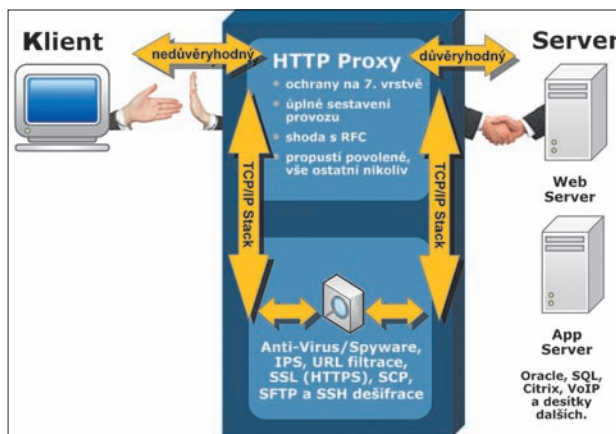 Klient
nedůvěryhodný
důvěryhodný
Server
HTTP Proxy
ochrany na 7. vrstvě
úplné sestavení
provozu
shoda s RFC
propustí povolené,
vše ostatní nikoliv
TCP/IP Stack
TCP/IP Stack
Web
Server
Anti-Virus/Spyware,
IPS, URL filtrace,
SSL (HTTPS), SCP,
SFTP a SSH dešifrace
App
Server
Oracle, SQL,
Citrix, VoIP
a desítky
dalších.